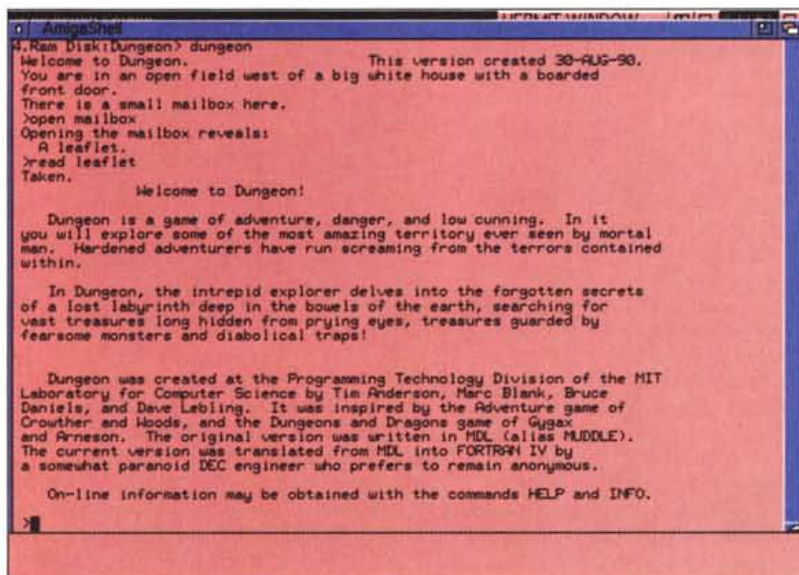 AmigaShell
4.Ram Disk:Dungeon> dungeon
Welcome to Dungeon. This version created 30-AUG-90.
You are in an open field west of a big white house with a boarded
front door.
There is a small mailbox here.
>open mailbox
Opening the mailbox reveals:
A leaflet.
>read leaflet
Taken.
Welcome to Dungeon!
Dungeon is a game of adventure, danger, and low cunning. In it
you will explore some of the most amazing territory ever seen by mortal
man. Hardened adventurers have run screaming from the terrors contained
within.
In Dungeon, the intrepid explorer delves into the forgotten secrets
of a lost labyrinth deep in the bowels of the earth, searching for
vast treasures long hidden from prying eyes, treasures guarded by
fearsome monsters and diabolical traps!
Dungeon was created at the Programming Technology Division of the MIT
Laboratory for Computer Science by Tim Anderson, Marc Blank, Bruce
Daniels, and Dave Lebling. It was inspired by the Adventure game of
Crowther and Woods, and the Dungeons and Dragons game of Gygax
and Arneson. The original version was written in MDL (alias MUDDLE).
The current version was translated from MDL into FORTRAN IV by
a somewhat paranoid DEC engineer who prefers to remain anonymous.
On-line information may be obtained with the commands HELP and INFO.
>